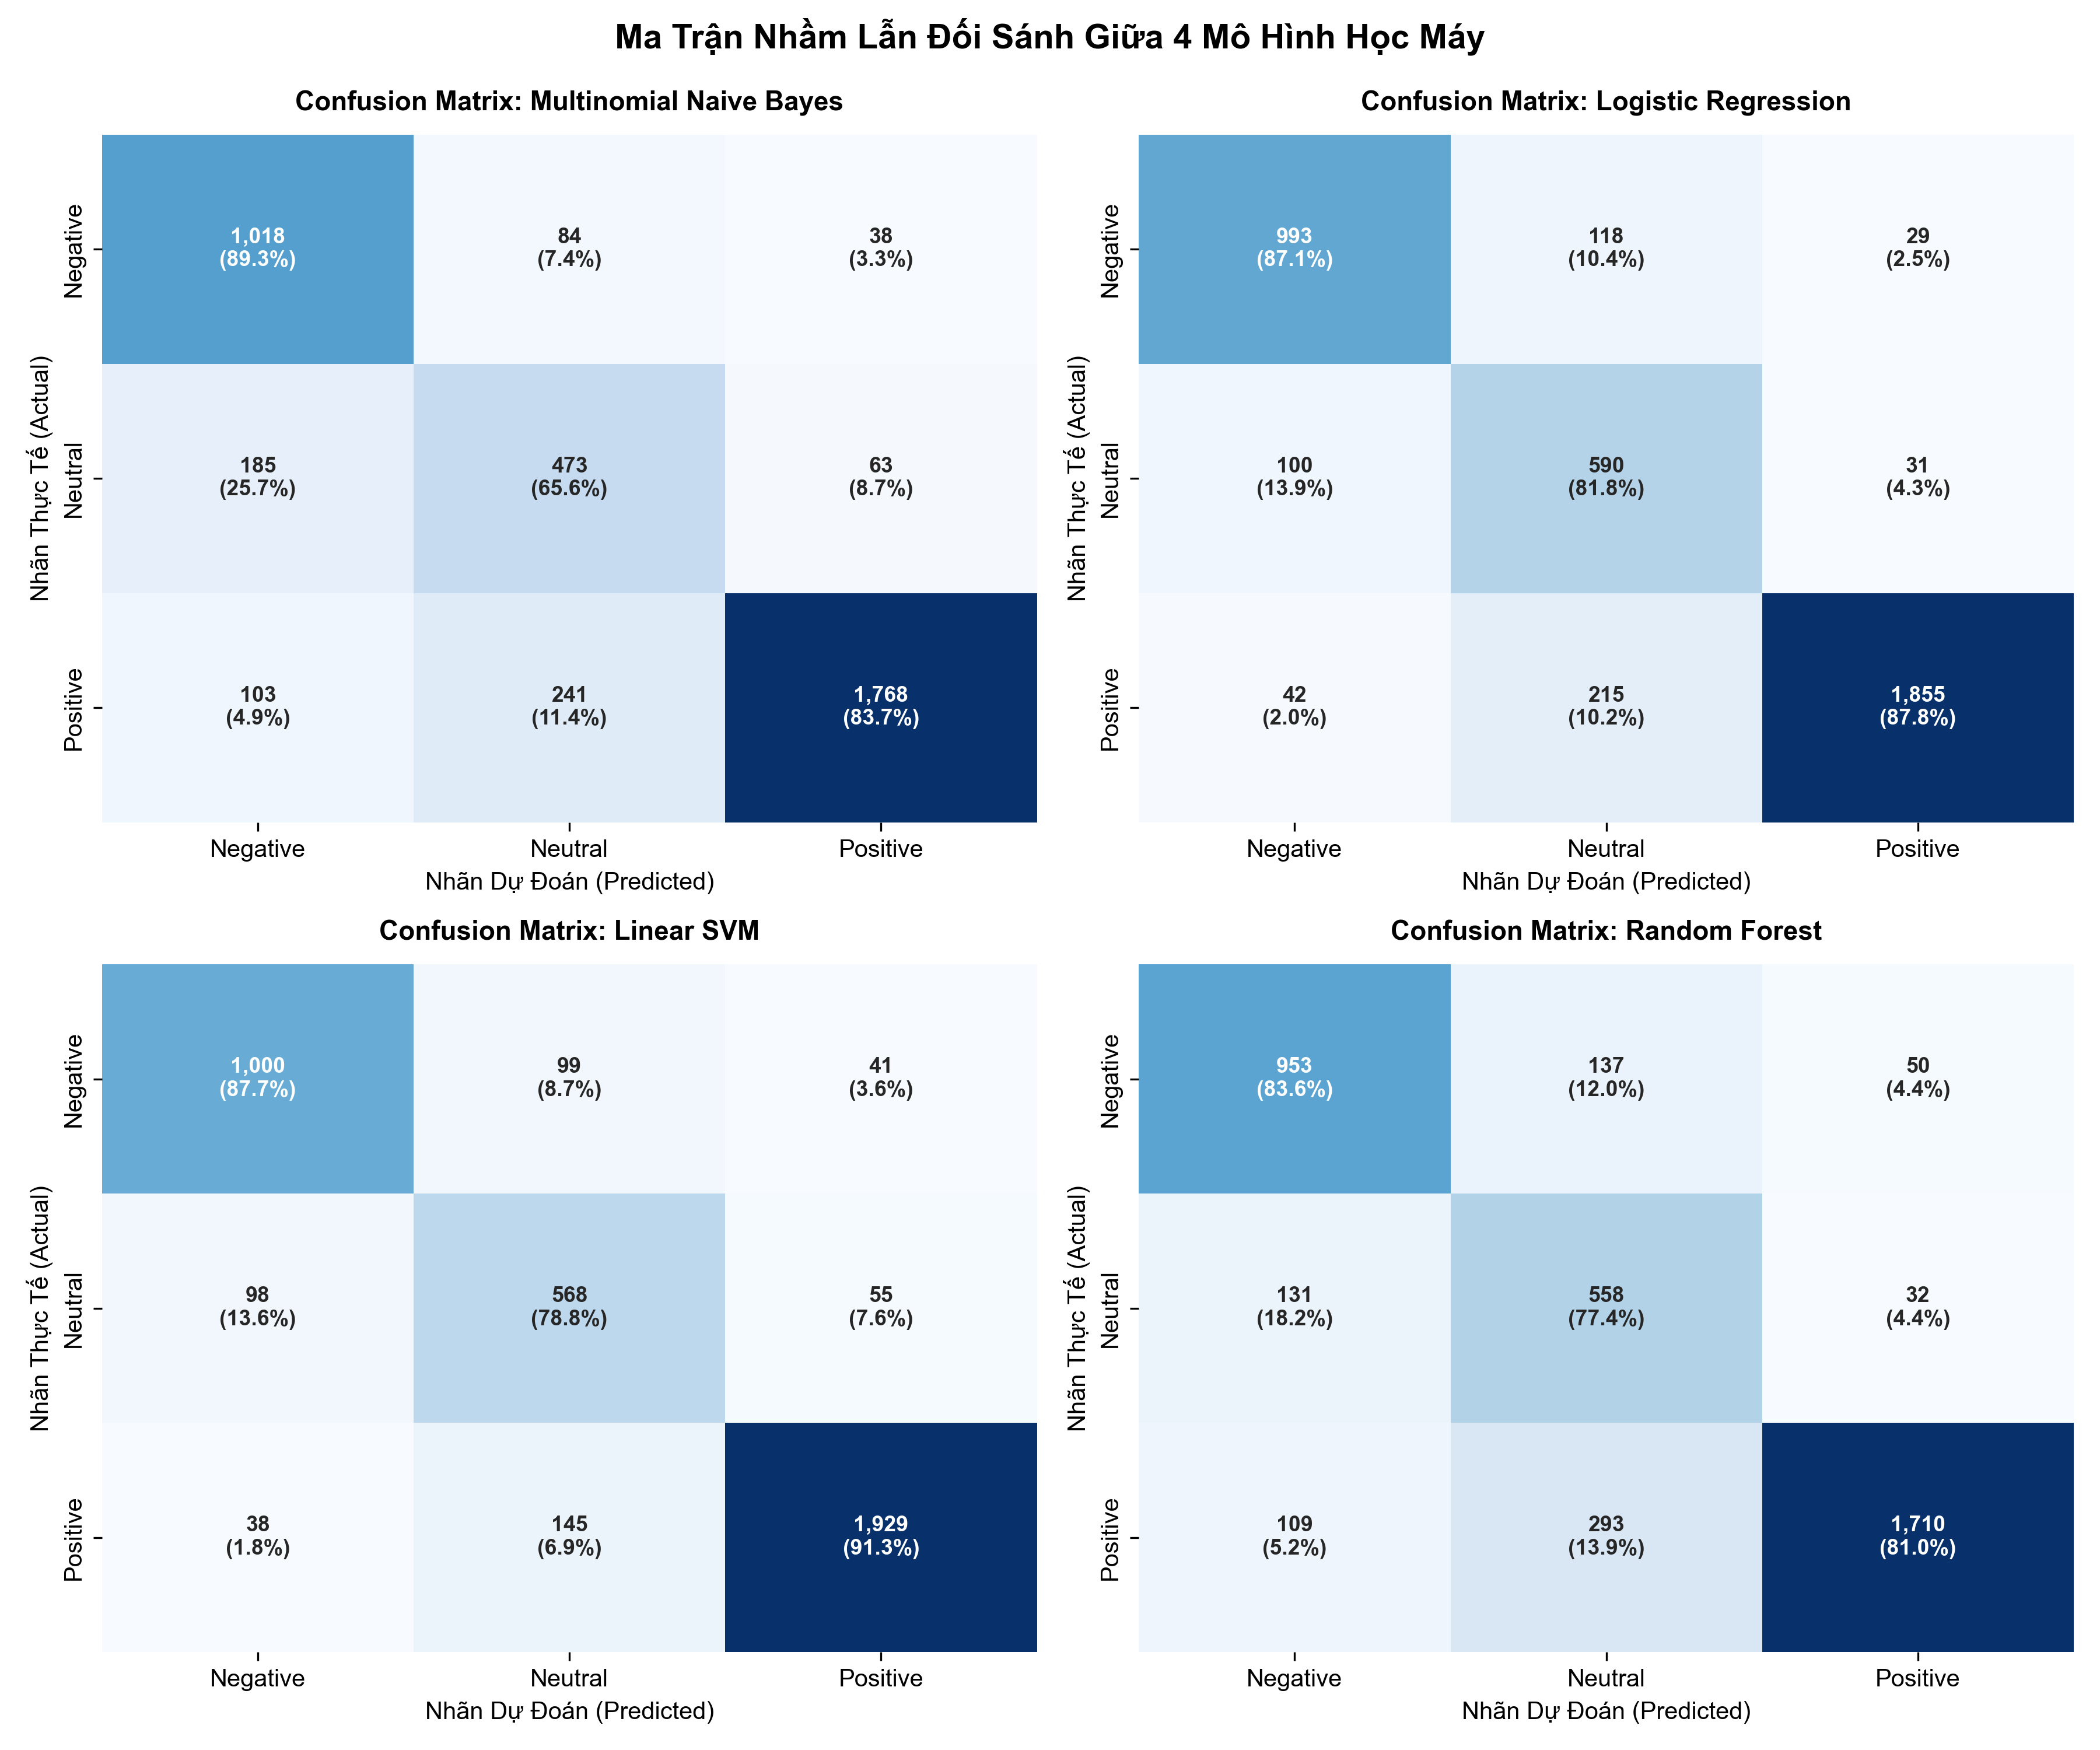 Ma Trận Nhầm Lẫn Đối Sánh Giữa 4 Mô Hình Học Máy
Confusion Matrix: Multinomial Naive Bayes
Nhãn Thực Tế (Actual)
Negative
1,018
(89.3%)
84
(7.4%)
38
(3.3%)
Neutral
185
(25.7%)
473
(65.6%)
63
(8.7%)
Positive
103
(4.9%)
241
(11.4%)
1,768
(83.7%)
Negative
Neutral
Positive
Nhãn Dự Đoán (Predicted)
Confusion Matrix: Logistic Regression
Nhãn Thực Tế (Actual)
Negative
993
(87.1%)
118
(10.4%)
29
(2.5%)
Neutral
100
(13.9%)
590
(81.8%)
31
(4.3%)
Positive
42
(2.0%)
215
(10.2%)
1,855
(87.8%)
Negative
Neutral
Positive
Nhãn Dự Đoán (Predicted)
Confusion Matrix: Linear SVM
Nhãn Thực Tế (Actual)
Negative
1,000
(87.7%)
99
(8.7%)
41
(3.6%)
Neutral
98
(13.6%)
568
(78.8%)
55
(7.6%)
Positive
38
(1.8%)
145
(6.9%)
1,929
(91.3%)
Negative
Neutral
Positive
Nhãn Dự Đoán (Predicted)
Confusion Matrix: Random Forest
Nhãn Thực Tế (Actual)
Negative
953
(83.6%)
137
(12.0%)
50
(4.4%)
Neutral
131
(18.2%)
558
(77.4%)
32
(4.4%)
Positive
109
(5.2%)
293
(13.9%)
1,710
(81.0%)
Negative
Neutral
Positive
Nhãn Dự Đoán (Predicted)